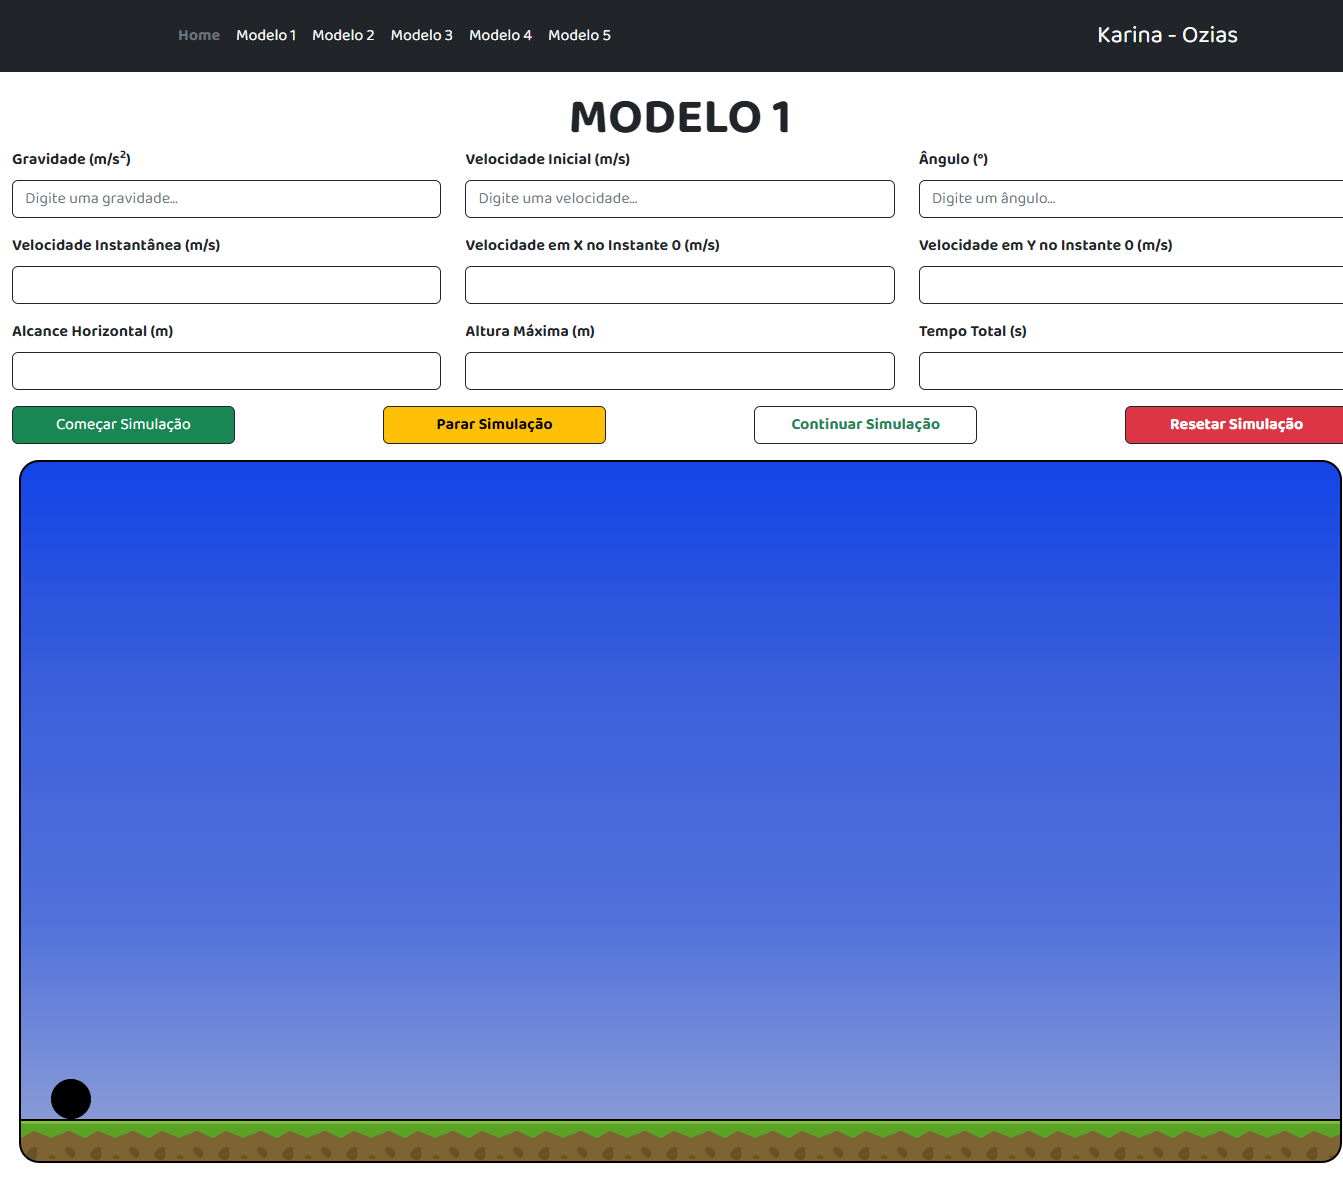 Home Modelo 1 Modelo 2 Modelo 3 Modelo 4 Modelo 5 Karina - Ozias
MODELO 1
Gravidade (m/s²) Velocidade Inicial (m/s) Ângulo (º)
Digite uma gravidade... Digite uma velocidade... Digite um ângulo...
Velocidade Instantânea (m/s) Velocidade em X no Instante 0 (m/s) Velocidade em Y no Instante 0 (m/s)
Alcance Horizontal (m) Altura Máxima (m) Tempo Total (s)
Começar Simulação Parar Simulação Continuar Simulação Resetar Simulação